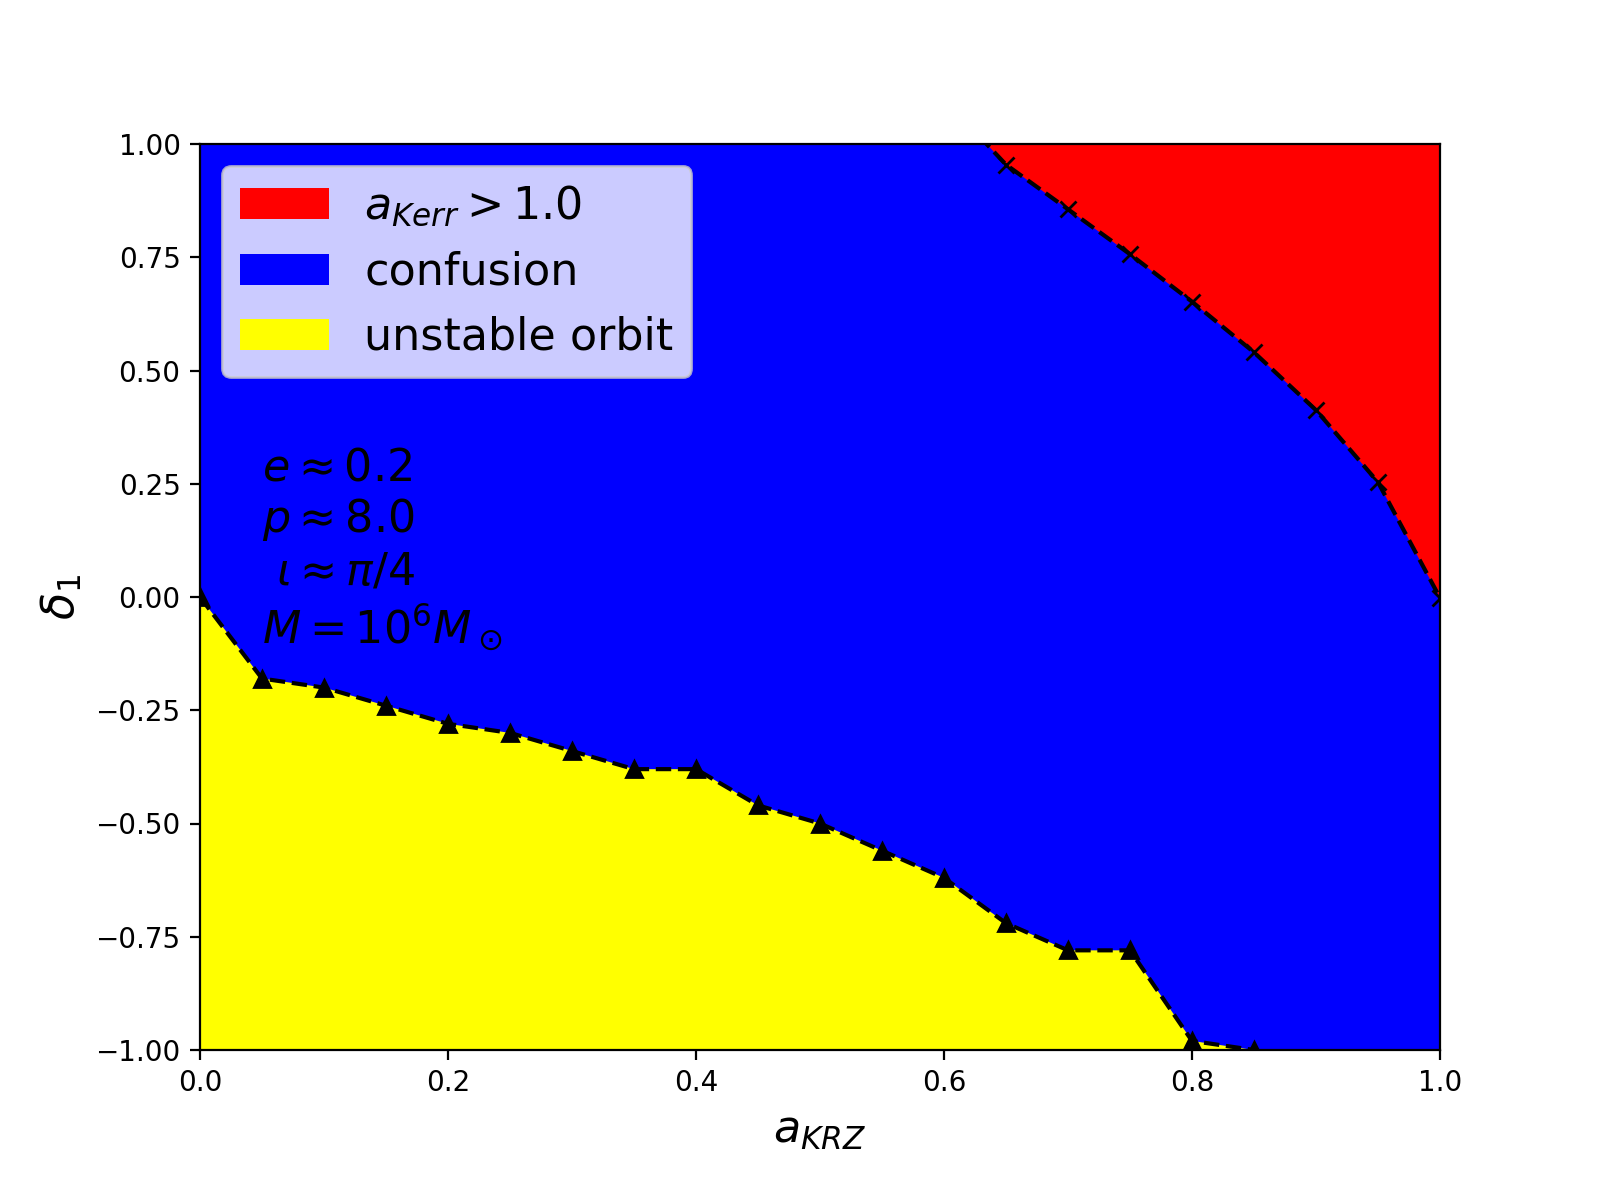 1.00
0.75
0.50
0.25
0.00
−0.25
−0.50
−0.75
−1.00
δ₁
a_Kerr > 1.0
confusion
unstable orbit
e ≈ 0.2
p ≈ 8.0
ι ≈ π/4
M = 10⁶M_⊙
0.0 0.2 0.4 0.6 0.8 1.0
a_KRZ